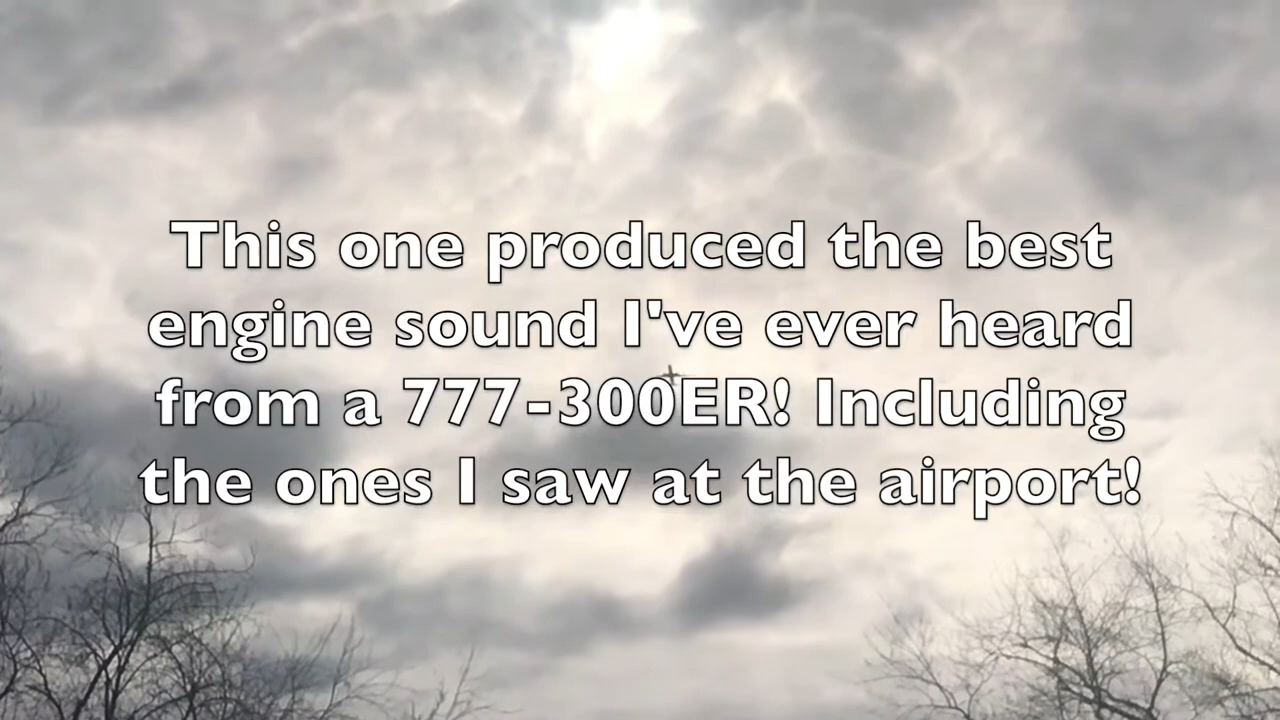 This one produced the best
engine sound I've ever heard
from a 777-300ER! Including
the ones I saw at the airport!